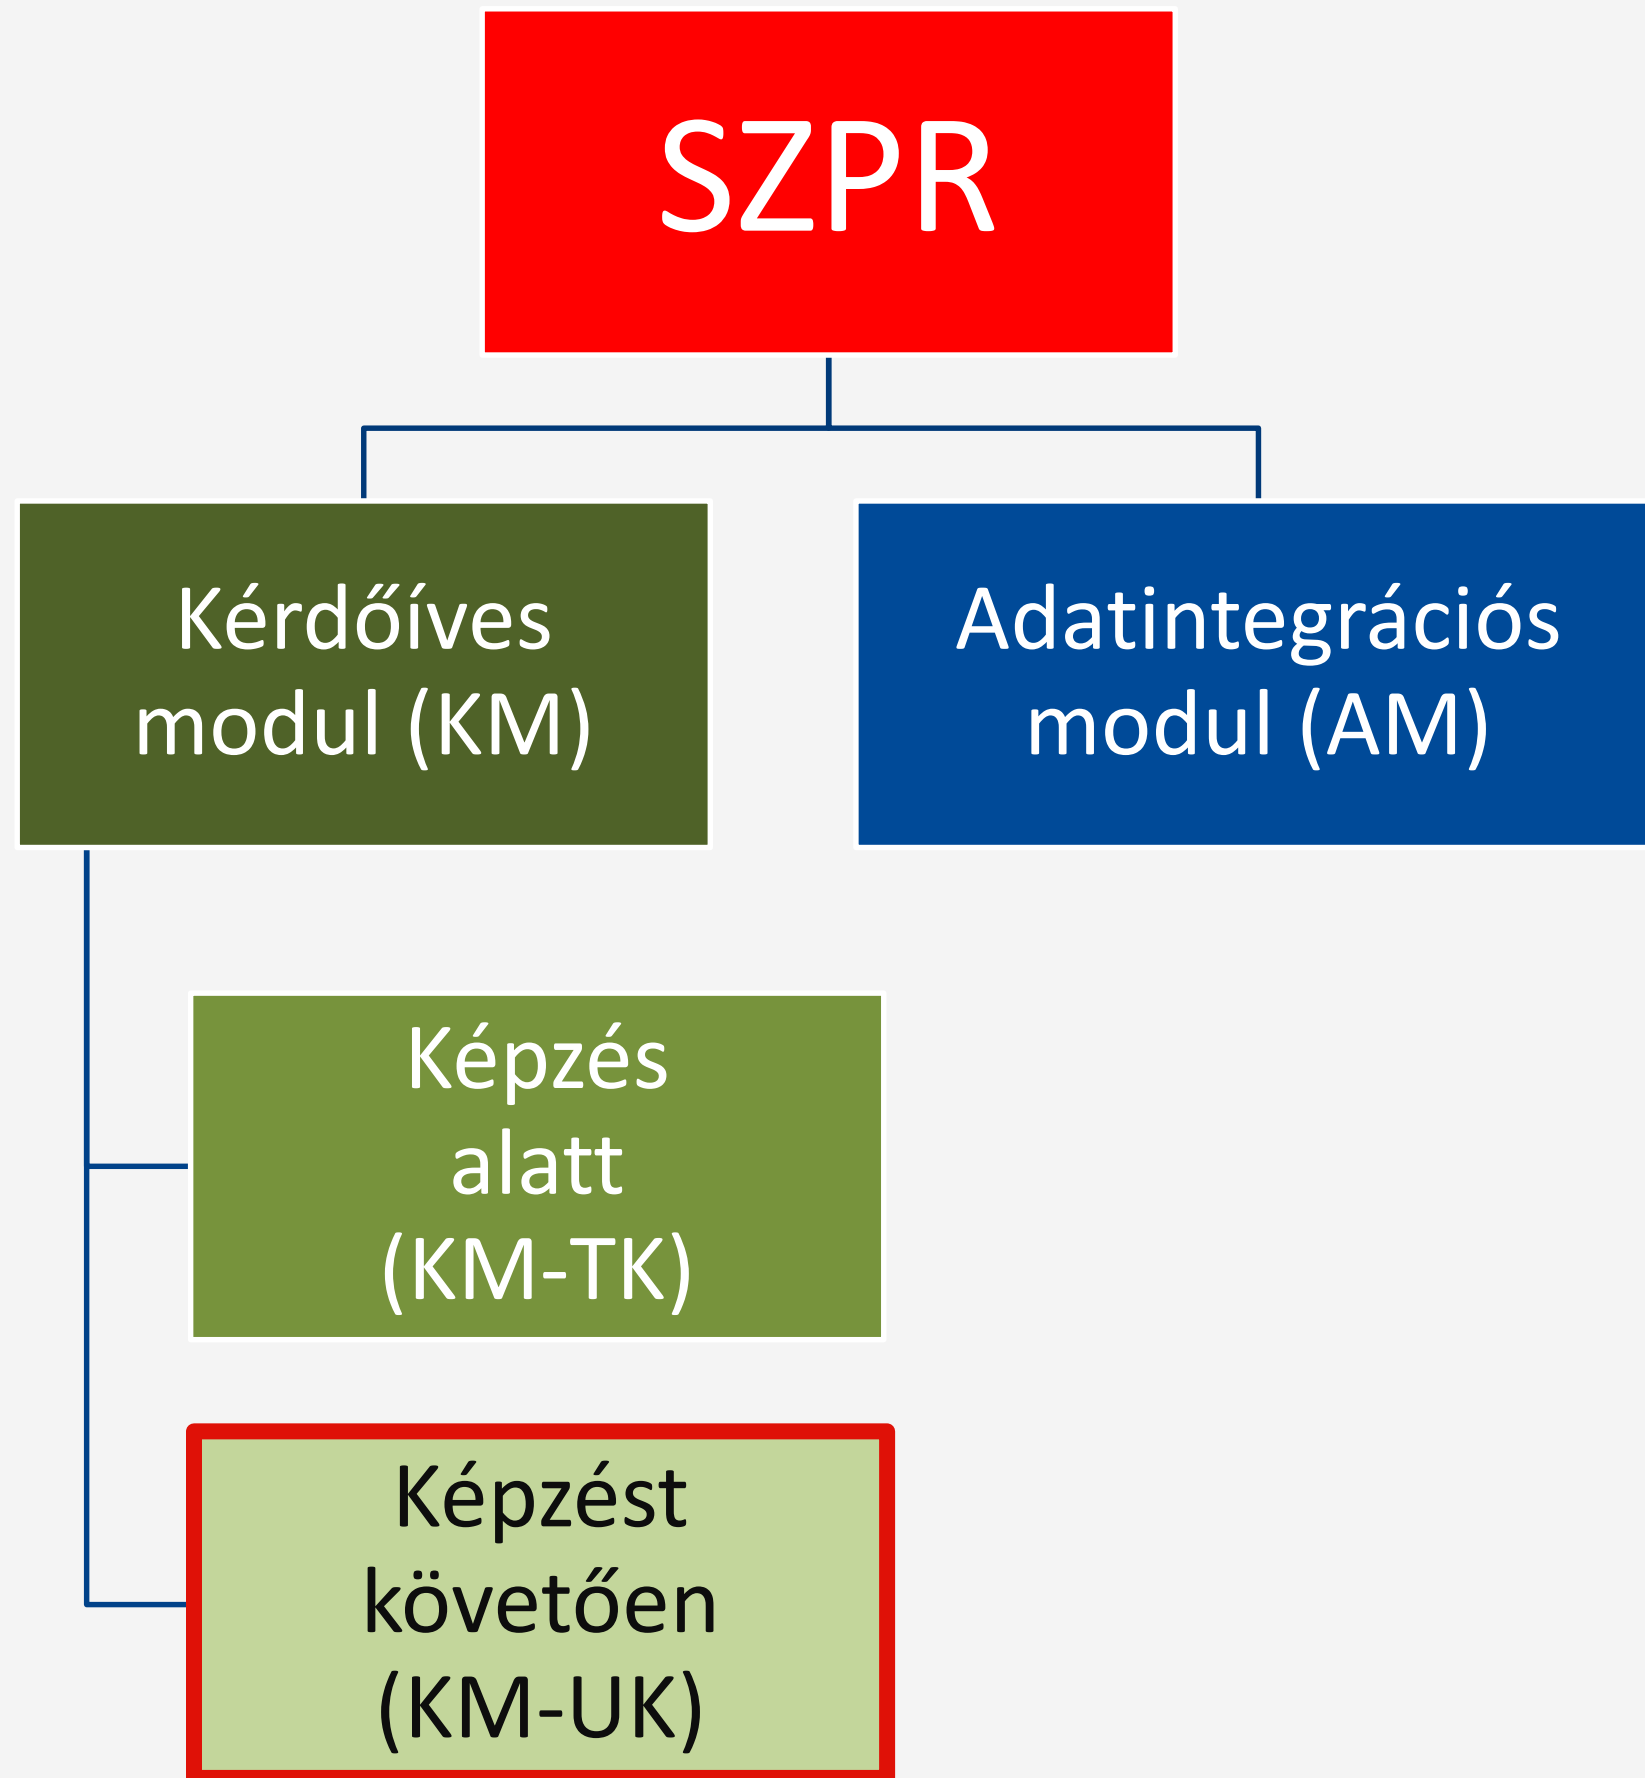 SZPR
Kérdőíves
modul (KM)
Adatintegrációs
modul (AM)
Képzés
alatt
(KM-TK)
Képzést
követően
(KM-UK)